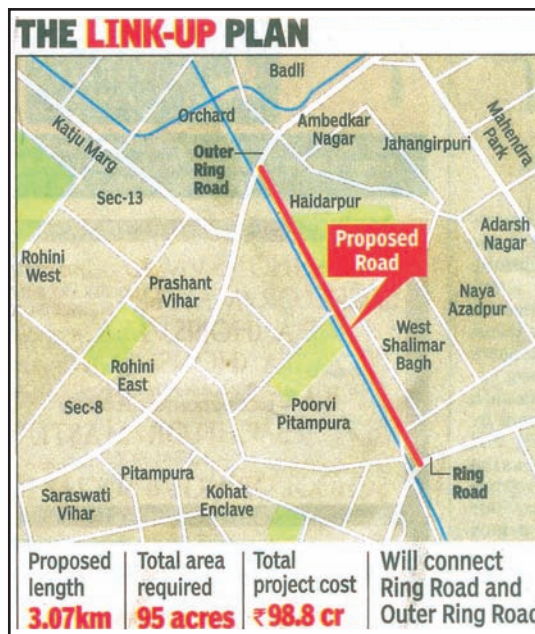 THE LINK-UP PLAN
Badli
Orchard
Ambedkar
Nagar
Mahendra
Park
Katju Marg
Outer
Ring
Road
Jahangirpuri
Sec-13
Haidarpur
Adarsh
Nagar
Proposed
Road
Rohini
West
Prashant
Vihar
Naya
Azadpur
West
Shalimar
Bagh
Rohini
East
Sec-8
Poorvi
Pitampura
Pitampura
Ring
Road
Saraswati
Vihar
Kohat
Enclave
Proposed
length
3.07km
Total area
required
95 acres
Total
project cost
₹98.8 cr
Will connect
Ring Road and
Outer Ring Road